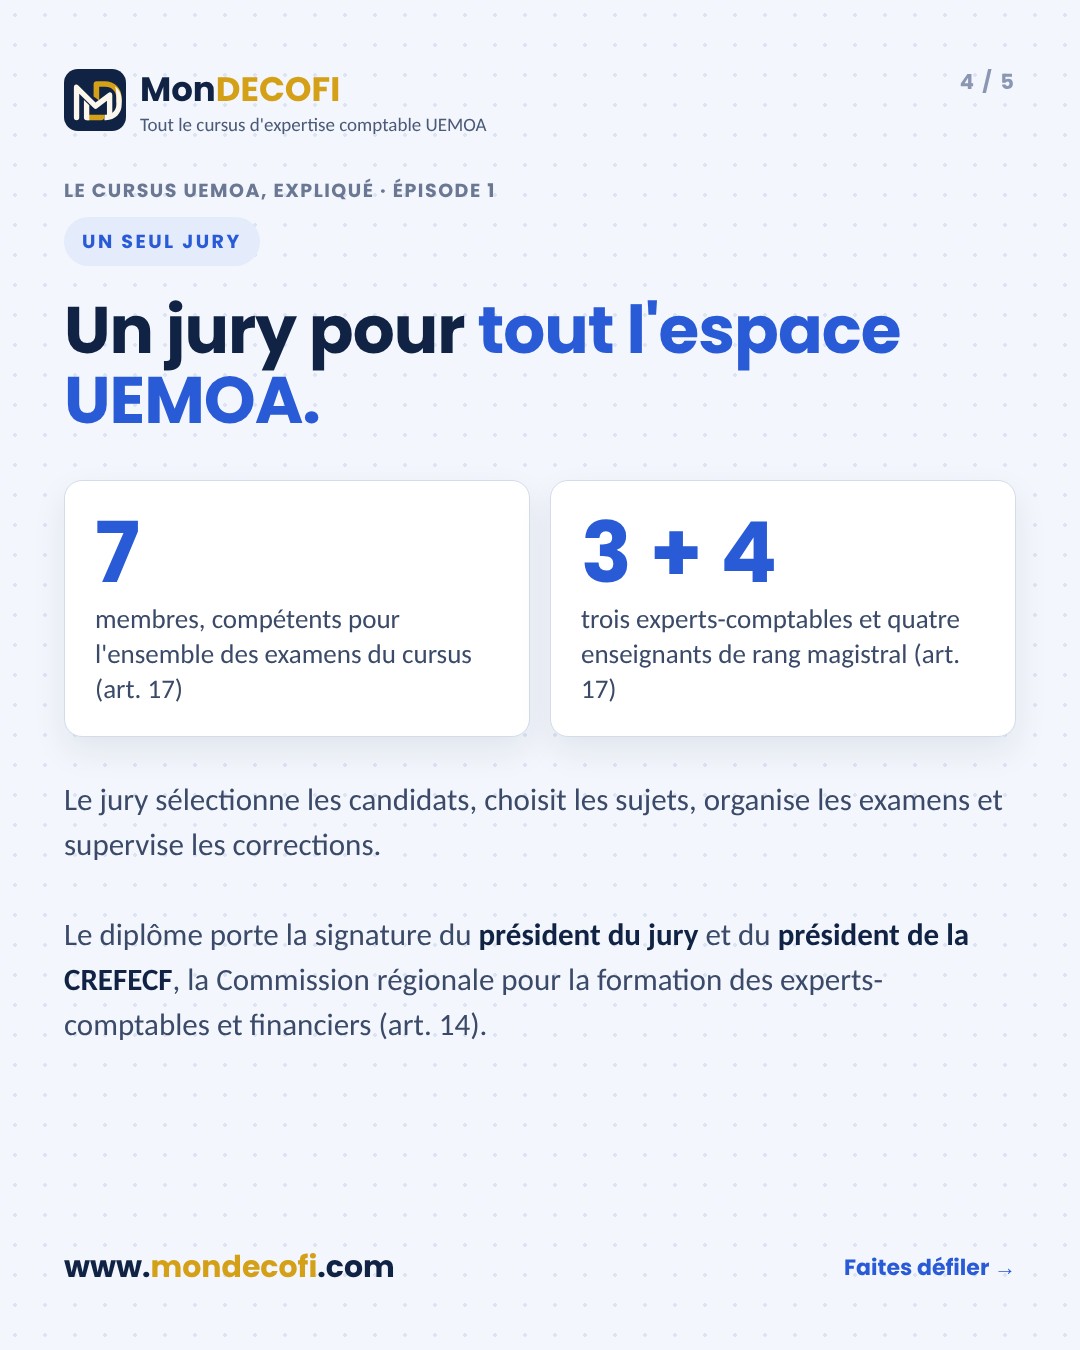 MonDECOFI
Tout le cursus d'expertise comptable UEMOA
4 / 5
LE CURSUS UEMOA, EXPLIQUÉ · ÉPISODE 1
UN SEUL JURY
Un jury pour tout l'espace
UEMOA.
7
membres, compétents pour
l'ensemble des examens du cursus
(art. 17)
3 + 4
trois experts-comptables et quatre
enseignants de rang magistral (art.
17)
Le jury sélectionne les candidats, choisit les sujets, organise les examens et
supervise les corrections.
Le diplôme porte la signature du président du jury et du président de la
CREFECF, la Commission régionale pour la formation des experts-
comptables et financiers (art. 14).
www.mondecofi.com
Faites défiler →